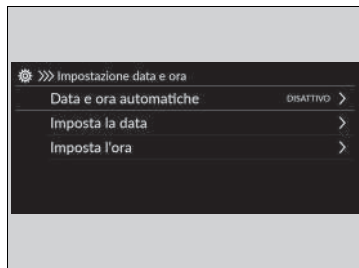 Impostazione data e ora
Data e ora automatiche DISATTIVO
Imposta la data
Imposta l'ora